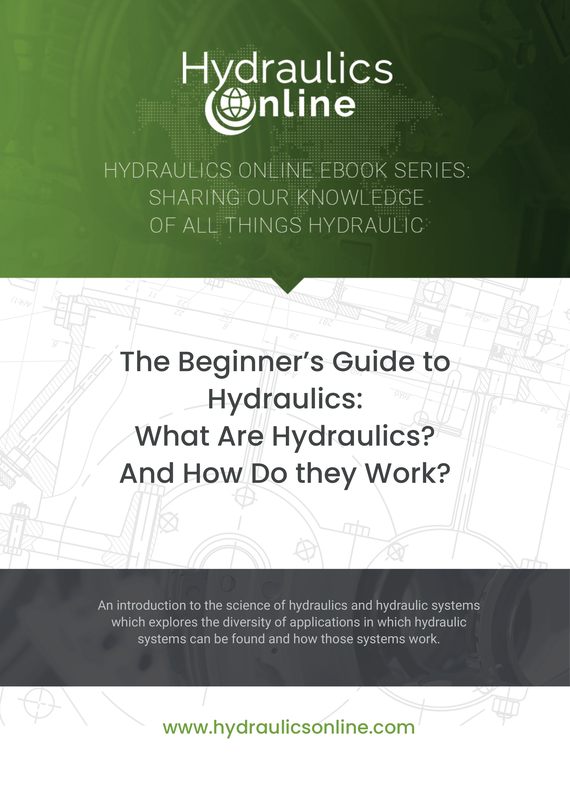 Hydraulics
Online
HYDRAULICS ONLINE EBOOK SERIES:
SHARING OUR KNOWLEDGE
OF ALL THINGS HYDRAULIC
The Beginner’s Guide to
Hydraulics:
What Are Hydraulics?
And How Do they Work?
An introduction to the science of hydraulics and hydraulic systems
which explores the diversity of applications in which hydraulic
systems can be found and how those systems work.
www.hydraulicsonline.com